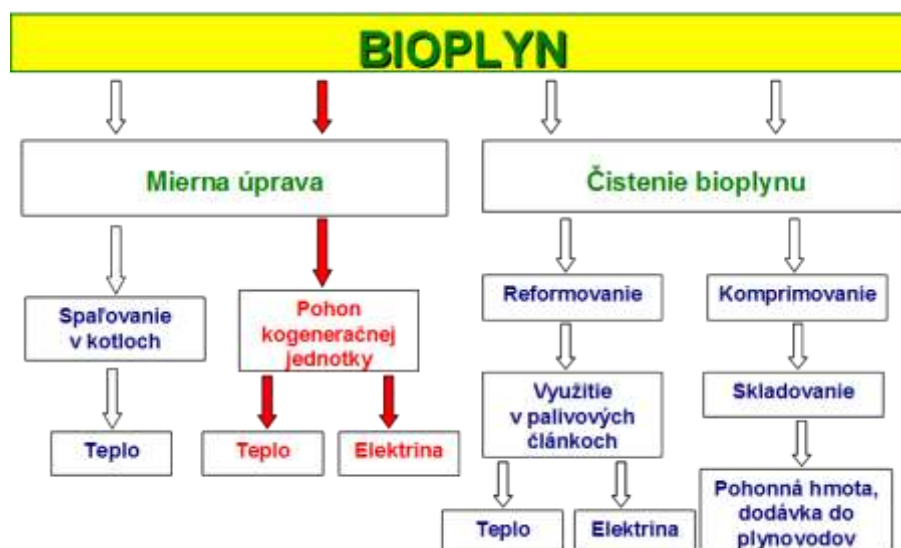 BIOPLYN
Mierna úprava
Čistenie bioplynu
Spaľovanie
v kotloch
Pohon
kogeneračnej
jednotky
Reformovanie
Komprimovanie
Využitie
v palivových
článkoch
Skladovanie
Teplo
Teplo
Elektrina
Teplo
Elektrina
Pohonná hmota,
dodávka do
plynovodov